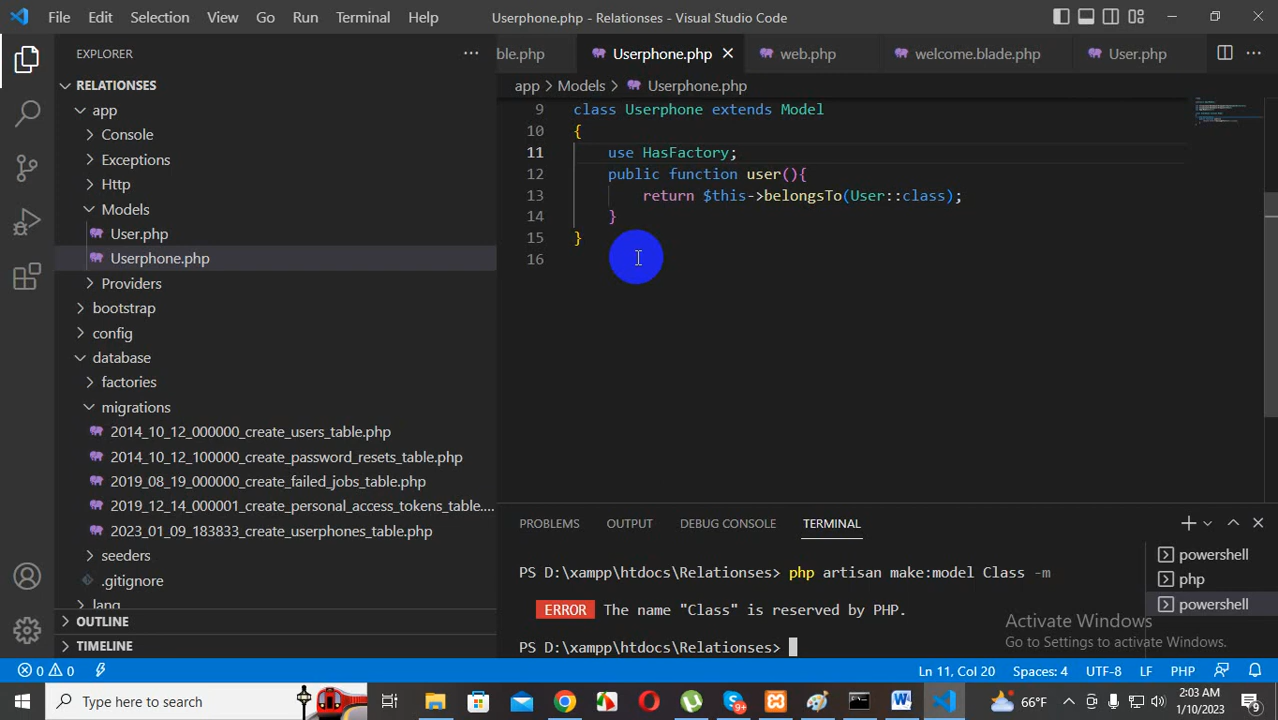 File Edit Selection View Go Run Terminal Help Userphone.php - Relationses - Visual Studio Code
EXPLORER
ble.php Userphone.php web.php welcome.blade.php User.php
app > Models > Userphone.php
RELATIONSES
app
Console
Exceptions
Http
Models
User.php
Userphone.php
Providers
bootstrap
config
database
factories
migrations
2014_10_12_000000_create_users_table.php
2014_10_12_100000_create_password_resets_table.php
2019_08_19_000000_create_failed_jobs_table.php
2019_12_14_000001_create_personal_access_tokens_table....
2023_01_09_183833_create_userphones_table.php
seeders
.gitignore
lang
OUTLINE
TIMELINE
9 class Userphone extends Model
10 {
11 use HasFactory;
12 public function user(){
13 return $this->belongsTo(User::class);
14 }
15 }
16
PROBLEMS OUTPUT DEBUG CONSOLE TERMINAL
PS D:\xampp\htdocs\Relationses> php artisan make:model Class -m
ERROR The name "Class" is reserved by PHP.
PS D:\xampp\htdocs\Relationses>
powershell
php
powershell
Activate Windows
Go to Settings to activate Windows.
0 0 Ln 11, Col 20 Spaces: 4 UTF-8 LF PHP
Type here to search
66°F
2:03 AM
1/10/2023
9